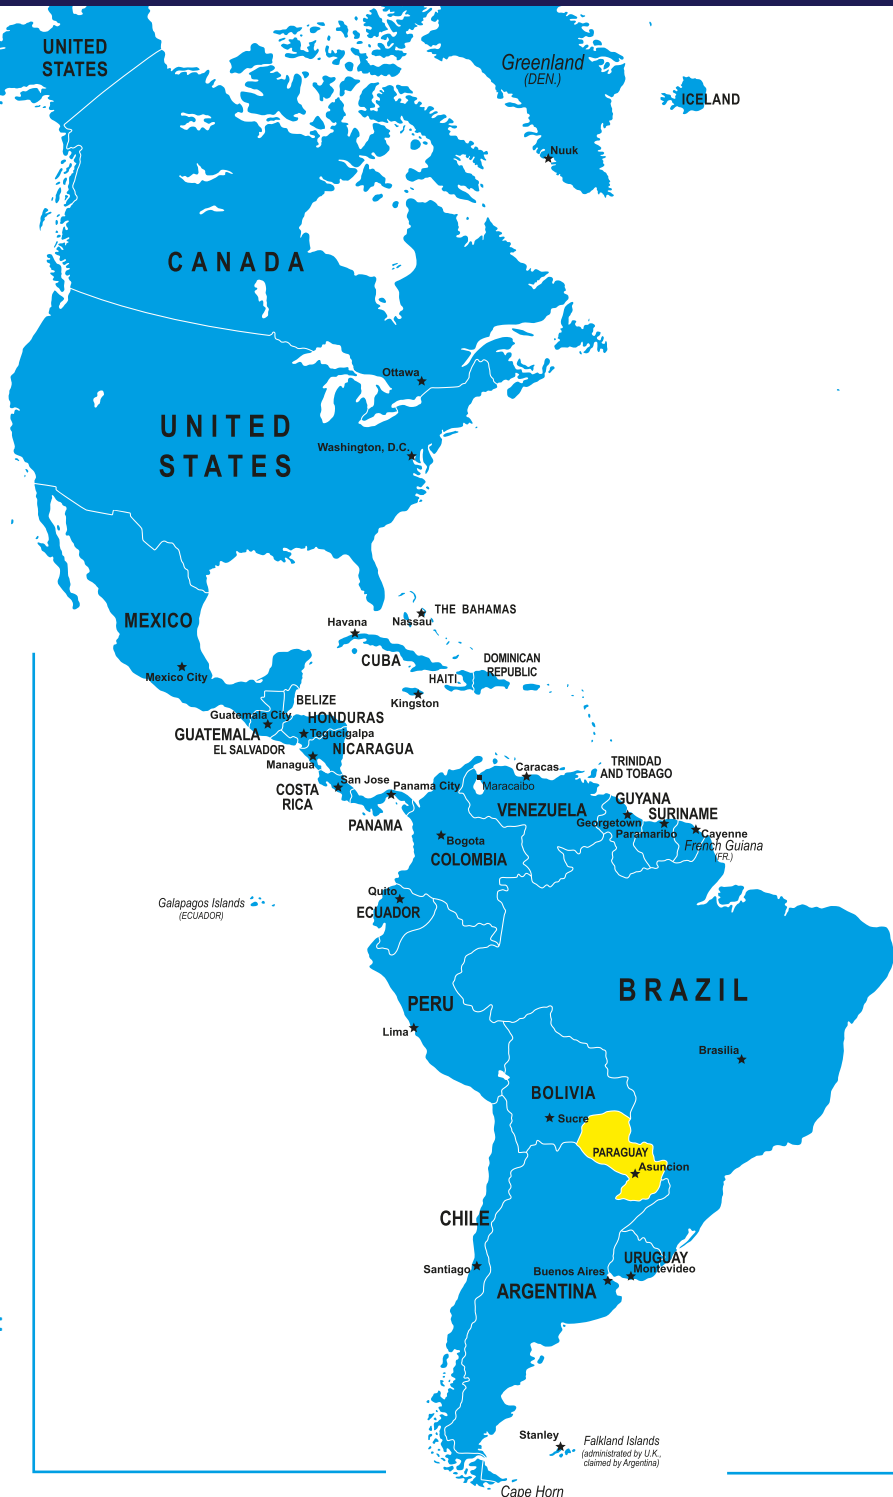 UNITED
STATES
Greenland
(DEN.)
ICELAND
Nuuk
CANADA
Ottawa
UNITED
STATES
Washington, D.C.
MEXICO
Mexico City
Havana
Nassau
THE BAHAMAS
CUBA
HAITI
DOMINICAN
REPUBLIC
Kingston
BELIZE
Guatemala City
HONDURAS
GUATEMALA
Tegucigalpa
EL SALVADOR
NICARAGUA
Managua
San Jose
COSTA
RICA
Panama City
PANAMA
Caracas
Maracaibo
TRINIDAD
AND TOBAGO
VENEZUELA
GUYANA
Georgetown
SURINAME
Paramaribo
Cayenne
French Guiana
(FR.)
Bogota
COLOMBIA
Quito
ECUADOR
Galapagos Islands
(ECUADOR)
PERU
Lima
BRAZIL
Brasilia
BOLIVIA
Sucre
PARAGUAY
Asuncion
CHILE
Santiago
URUGUAY
Montevideo
Buenos Aires
ARGENTINA
Stanley
Falkland Islands
(administrated by U.K.,
claimed by Argentina)
Cape Horn